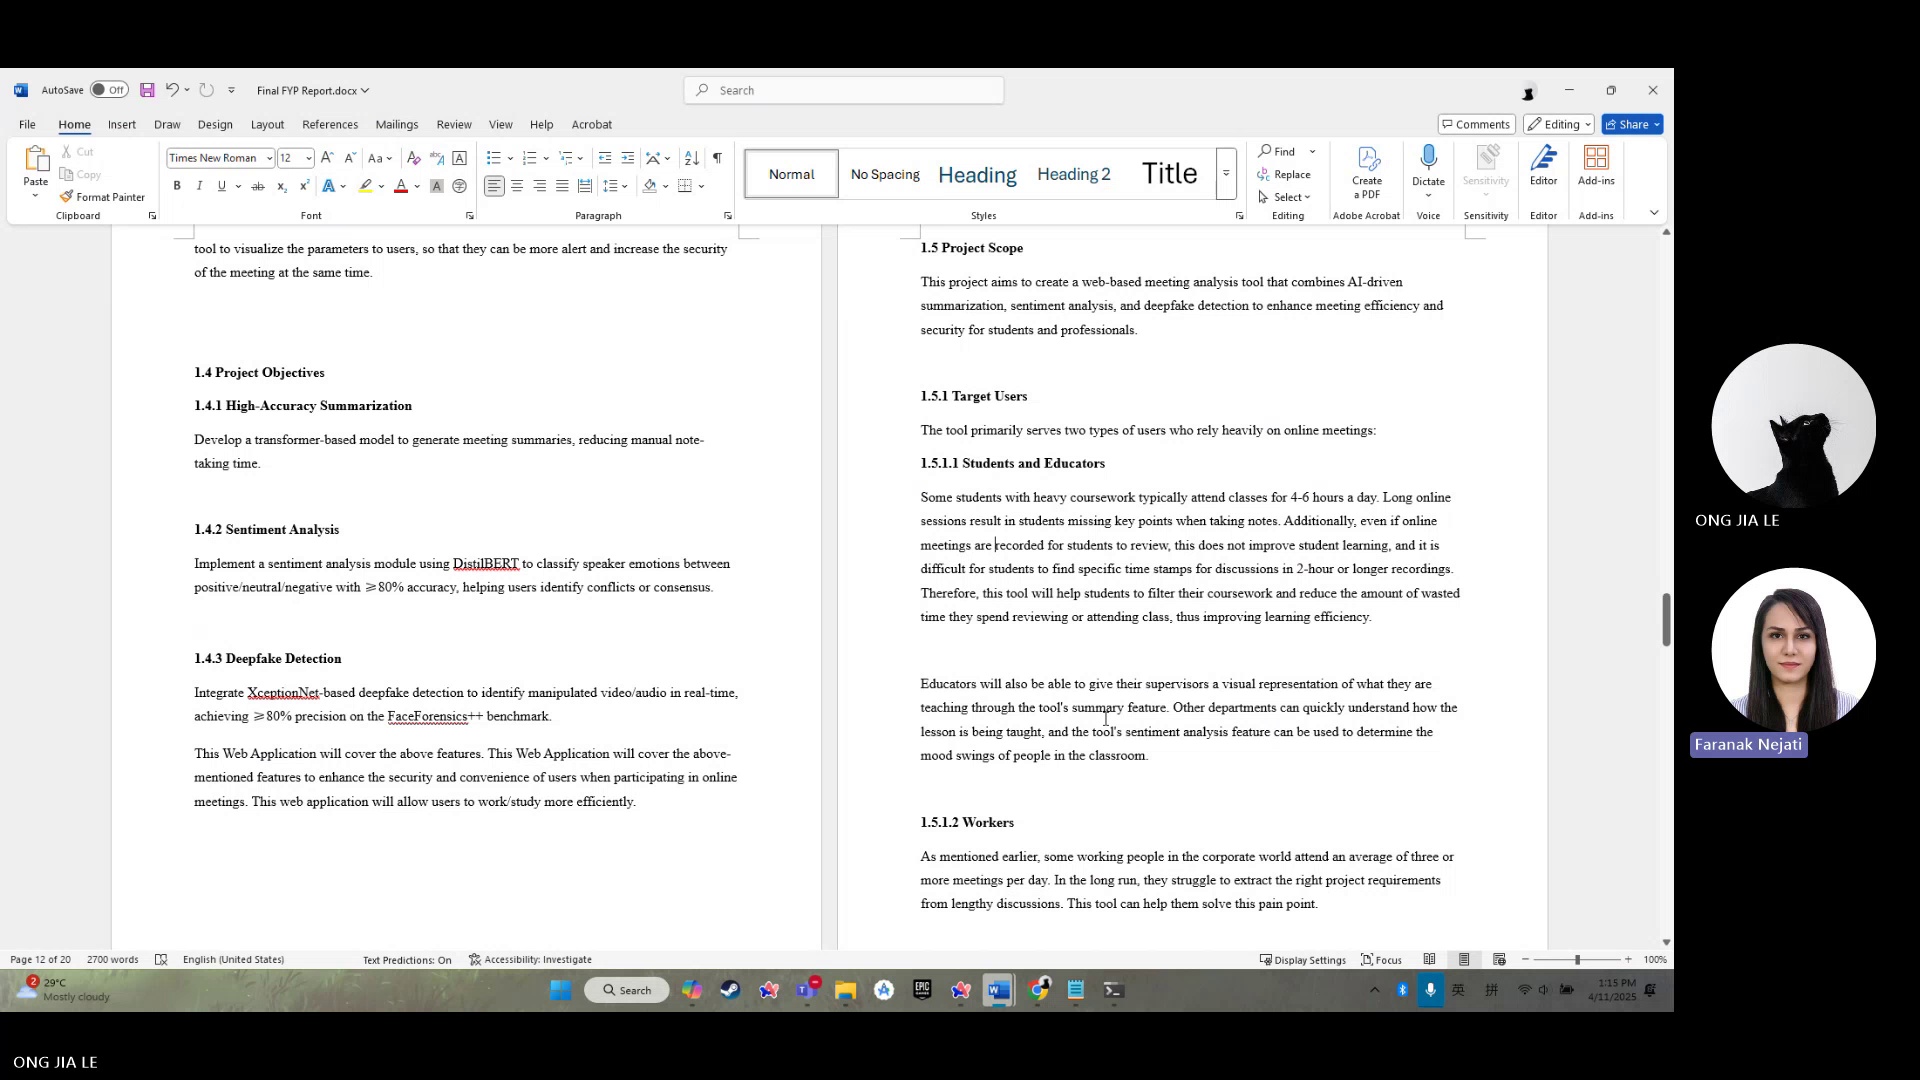 AutoSave Off Final FYP Report.docx Search
File Home Insert Draw Design Layout References Mailings Review View Help Acrobat Comments Editing Share
Paste Cut Copy Format Painter Clipboard
Times New Roman 12 Font
Paragraph
Normal No Spacing Heading Heading 2 Title Styles
Find Replace Select Editing
Create a PDF Adobe Acrobat
Dictate Voice
Sensitivity Sensitivity
Editor Editor
Add-ins Add-ins
tool to visualize the parameters to users, so that they can be more alert and increase the security
of the meeting at the same time.
1.4 Project Objectives
1.4.1 High-Accuracy Summarization
Develop a transformer-based model to generate meeting summaries, reducing manual note-
taking time.
1.4.2 Sentiment Analysis
Implement a sentiment analysis module using DistilBERT to classify speaker emotions between
positive/neutral/negative with ≥80% accuracy, helping users identify conflicts or consensus.
1.4.3 Deepfake Detection
Integrate XceptionNet-based deepfake detection to identify manipulated video/audio in real-time,
achieving ≥80% precision on the FaceForensics++ benchmark.
This Web Application will cover the above features. This Web Application will cover the above-
mentioned features to enhance the security and convenience of users when participating in online
meetings. This web application will allow users to work/study more efficiently.
1.5 Project Scope
This project aims to create a web-based meeting analysis tool that combines AI-driven
summarization, sentiment analysis, and deepfake detection to enhance meeting efficiency and
security for students and professionals.
1.5.1 Target Users
The tool primarily serves two types of users who rely heavily on online meetings:
1.5.1.1 Students and Educators
Some students with heavy coursework typically attend classes for 4-6 hours a day. Long online
sessions result in students missing key points when taking notes. Additionally, even if online
meetings are recorded for students to review, this does not improve student learning, and it is
difficult for students to find specific time stamps for discussions in 2-hour or longer recordings.
Therefore, this tool will help students to filter their coursework and reduce the amount of wasted
time they spend reviewing or attending class, thus improving learning efficiency.
Educators will also be able to give their supervisors a visual representation of what they are
teaching through the tool's summary feature. Other departments can quickly understand how the
lesson is being taught, and the tool's sentiment analysis feature can be used to determine the
mood swings of people in the classroom.
1.5.1.2 Workers
As mentioned earlier, some working people in the corporate world attend an average of three or
more meetings per day. In the long run, they struggle to extract the right project requirements
from lengthy discussions. This tool can help them solve this pain point.
Page 12 of 20 2700 words English (United States) Text Predictions: On Accessibility: Investigate Display Settings Focus 100%
2 29°C
Mostly cloudy
Search
EPIC GAMES
英 拼
1:15 PM
4/11/2025
ONG JIA LE
Faranak Nejati
ONG JIA LE